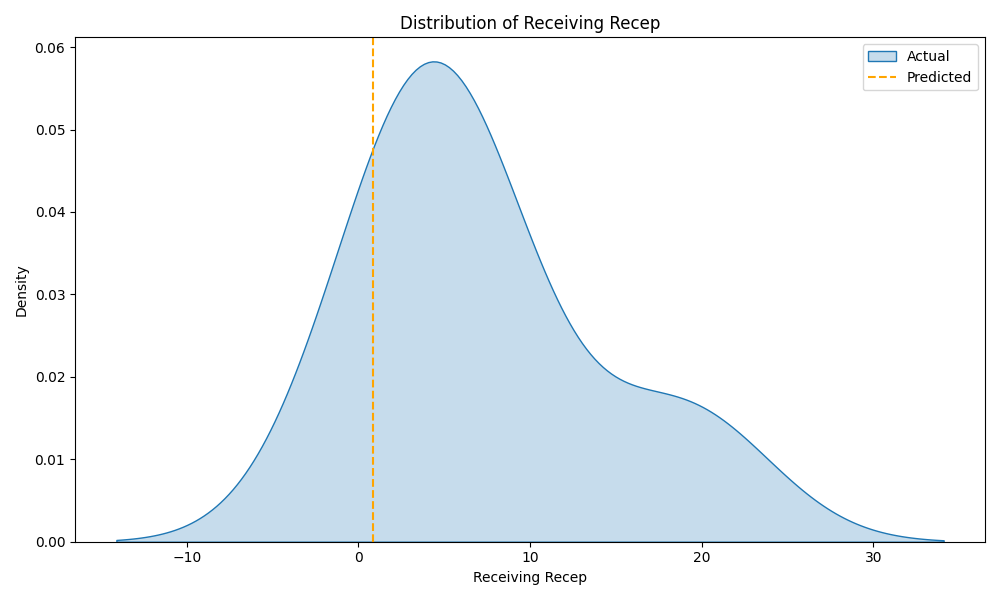 Distribution of Receiving Recep
Actual
Predicted
0.06
0.05
0.04
0.03
0.02
0.01
0.00
Density
−10
0
10
20
30
Receiving Recep